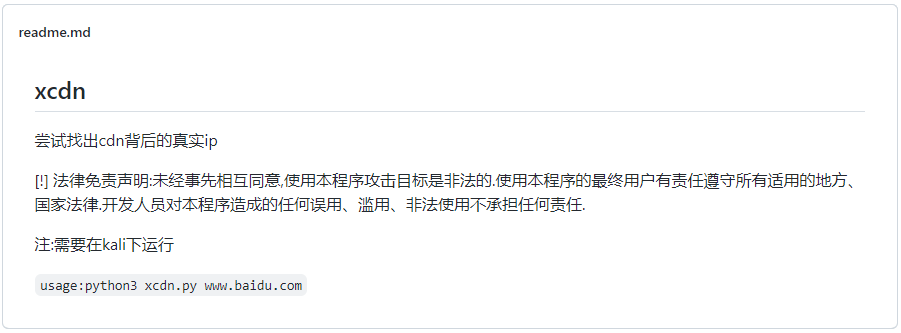 readme.md
xcdn
尝试找出cdn背后的真实ip
[!] 法律免责声明:未经事先相互同意,使用本程序攻击目标是非法的.使用本程序的最终用户有责任遵守所有适用的地方、
国家法律.开发人员对本程序造成的任何误用、滥用、非法使用不承担任何责任.
注:需要在kali下运行
usage:python3 xcdn.py www.baidu.com